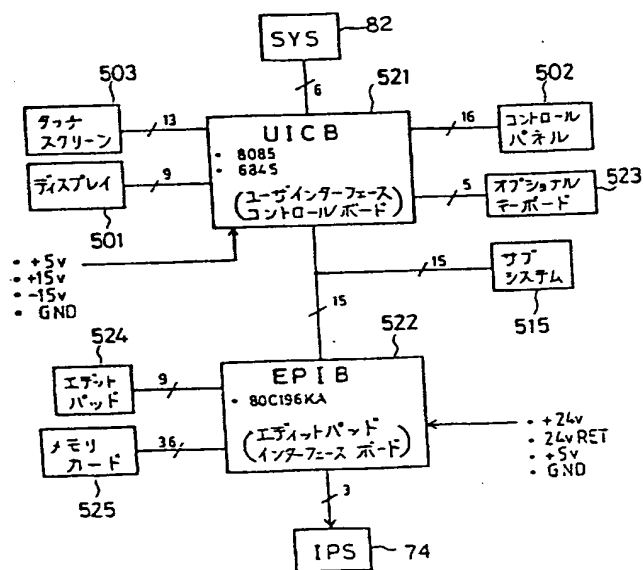 SYS
82
6
503
タッチ
スクリーン
13
521
UICB
• 8085
• 6845
(ユーザインターフェース
コントロールボード)
16
502
コントロール
パネル
ディスプレイ
9
501
5
オプショナル
キーボード
523
• +5v
• +15v
• -15v
• GND
15
サブ
システム
515
15
524
エディット
パッド
9
522
EPIB
• 80C196KA
(エディットパッド
インターフェース ボード)
メモリ
カード
36
525
• +24v
• 24vRET
• +5v
• GND
3
IPS
74